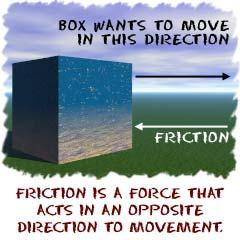 BOX WANTS TO MOVE
IN THIS DIRECTION
FRICTION
FRICTION IS A FORCE THAT
ACTS IN AN OPPOSITE
DIRECTION TO MOVEMENT.